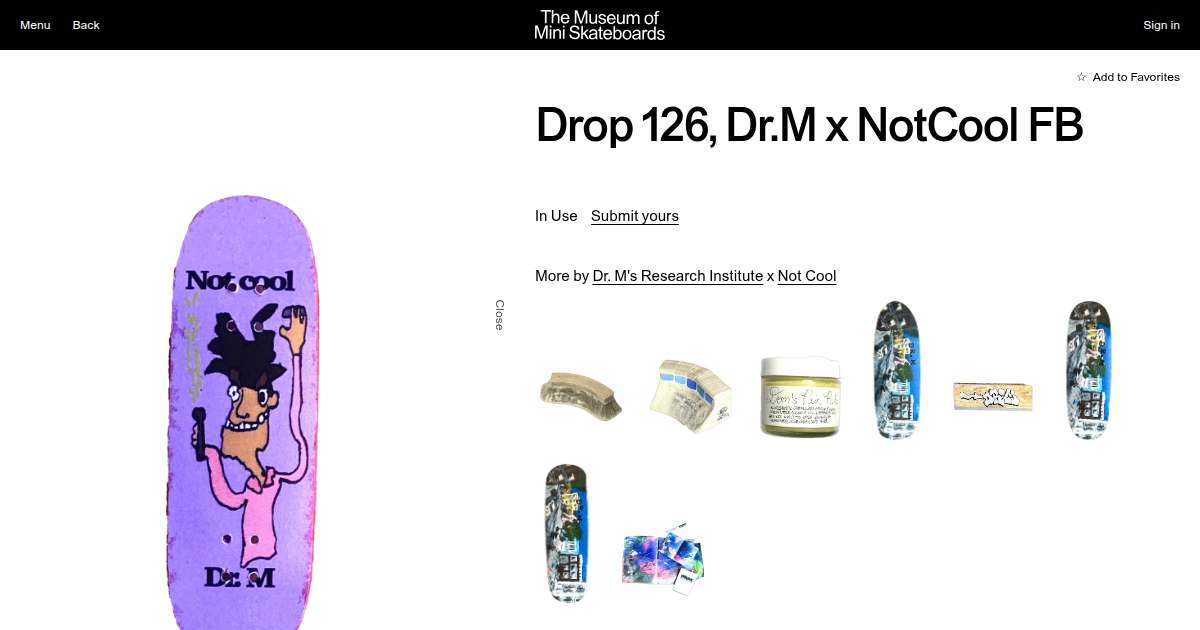 Menu
Back
The Museum of
Mini Skateboards
Sign in
☆ Add to Favorites
Drop 126, Dr.M x NotCool FB
In Use
Submit yours
More by Dr. M's Research Institute x Not Cool
Close
Not cool
Dr. M